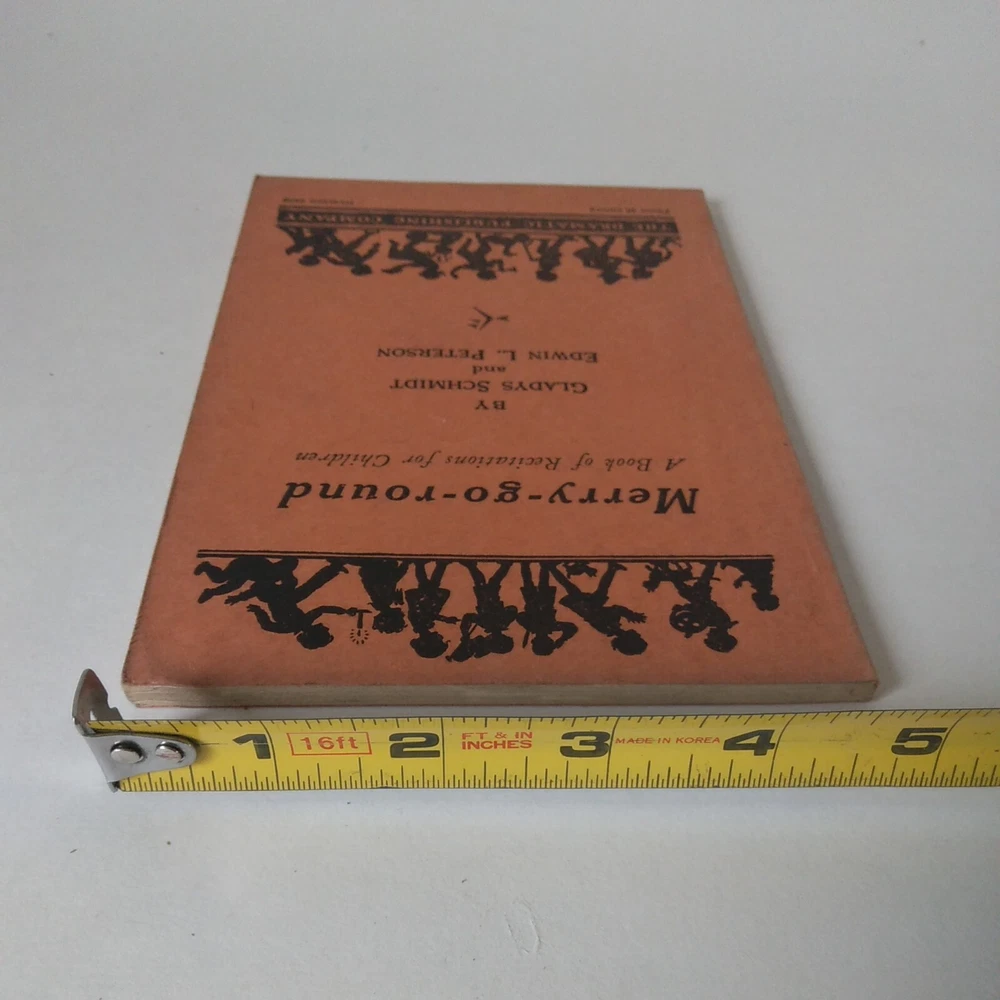 Merry-go-round
A Book of Recitations for Children
BY
GLADYS SCHMIDT
and
EDWIN L. PETERSON
THE DRAMATIC PUBLISHING COMPANY
1 16ft 2 FT & IN INCHES 3 MADE IN KOREA 4 5